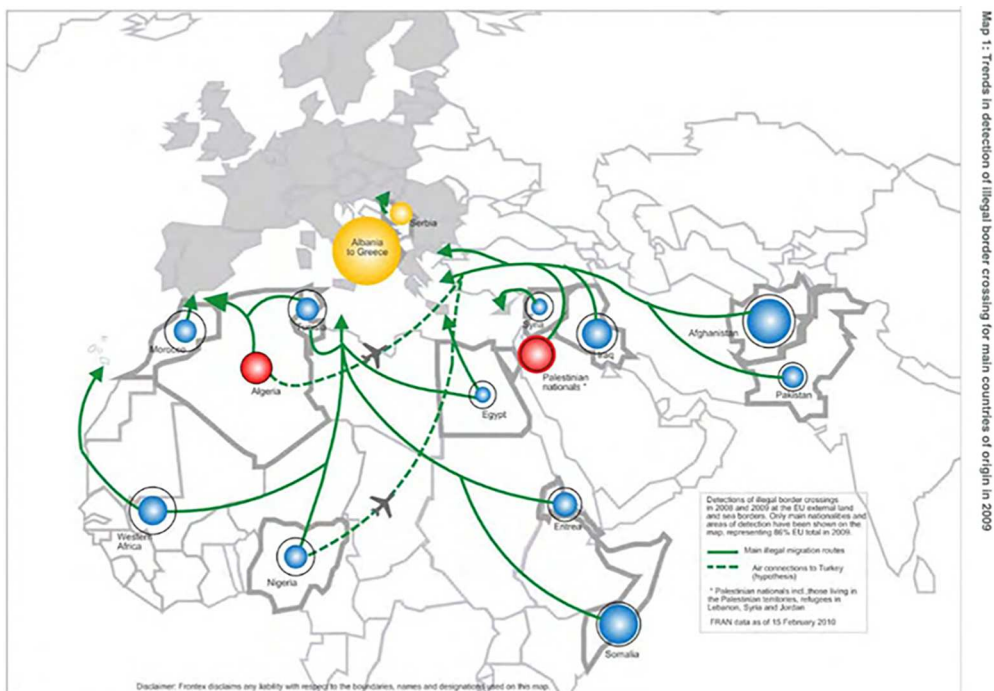 Map 1: Trends in detection of illegal border crossing for main countries of origin in 2009
Serbia
Albania
to Greece
Tunisia
Morocco
Algeria
Syria
Iraq
Afghanistan
Pakistan
Palestinian
nationals *
Egypt
Western
Africa
Nigeria
Eritrea
Somalia
Detections of illegal border crossings
in 2008 and 2009 at the EU external land
and sea borders. Only main nationalities and
areas of detection have been shown on the
map, representing 86% EU total in 2009.
Main illegal migration routes
Air connections to Turkey
(hypothesis)
* Palestinian nationals incl. those living in
the Palestinian territories, refugees in
Lebanon, Syria and Jordan
FRAN data as of 15 February 2010
Disclaimer: Frontex disclaims any liability with respect to the boundaries, names and designations used on this map.